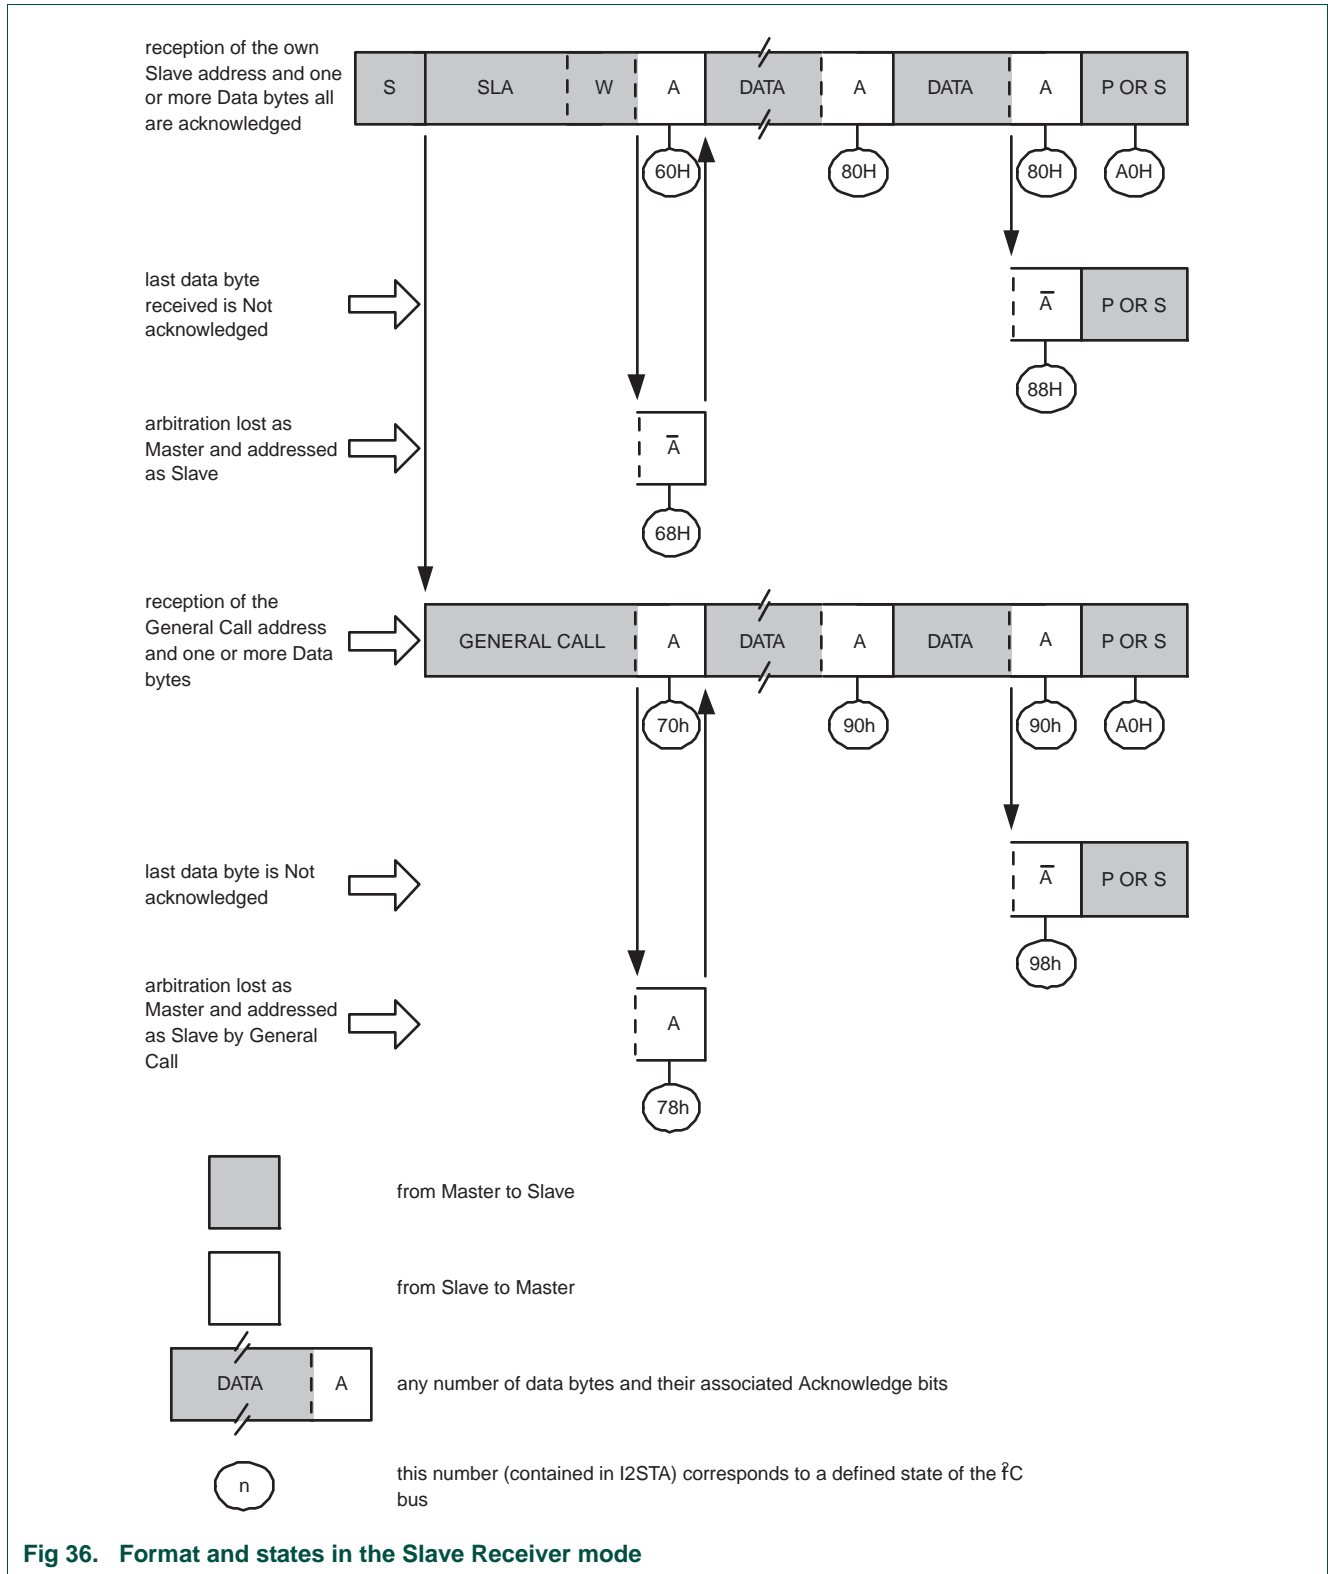 reception of the own
Slave address and one
or more Data bytes all
are acknowledged
S SLA W A DATA A DATA A P OR S
60H 80H 80H A0H
last data byte
received is Not
acknowledged
A̅ P OR S
88H
arbitration lost as
Master and addressed
as Slave
A̅
68H
reception of the
General Call address
and one or more Data
bytes
GENERAL CALL A DATA A DATA A P OR S
70h 90h 90h A0H
last data byte is Not
acknowledged
A̅ P OR S
98h
arbitration lost as
Master and addressed
as Slave by General
Call
A
78h
from Master to Slave
from Slave to Master
DATA A
any number of data bytes and their associated Acknowledge bits
n
this number (contained in I2STA) corresponds to a defined state of the I²C
bus
Fig 36. Format and states in the Slave Receiver mode